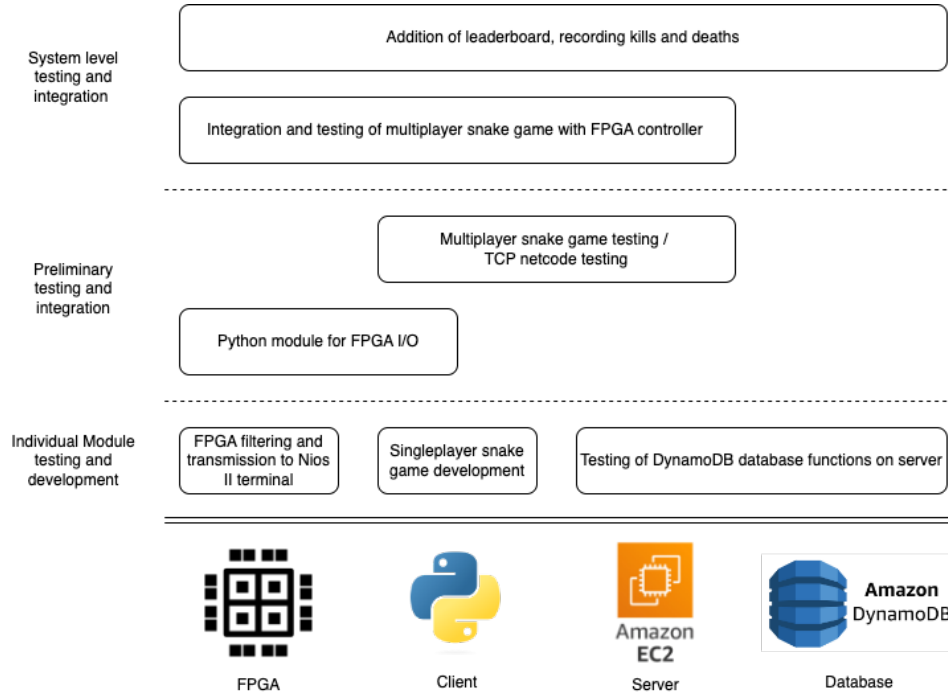 System level
testing and
integration
Addition of leaderboard, recording kills and deaths
Integration and testing of multiplayer snake game with FPGA controller
Preliminary
testing and
integration
Multiplayer snake game testing /
TCP netcode testing
Python module for FPGA I/O
Individual Module
testing and
development
FPGA filtering and
transmission to Nios
II terminal
Singleplayer snake
game development
Testing of DynamoDB database functions on server
Amazon
EC2
Amazon
DynamoDB
FPGA
Client
Server
Database